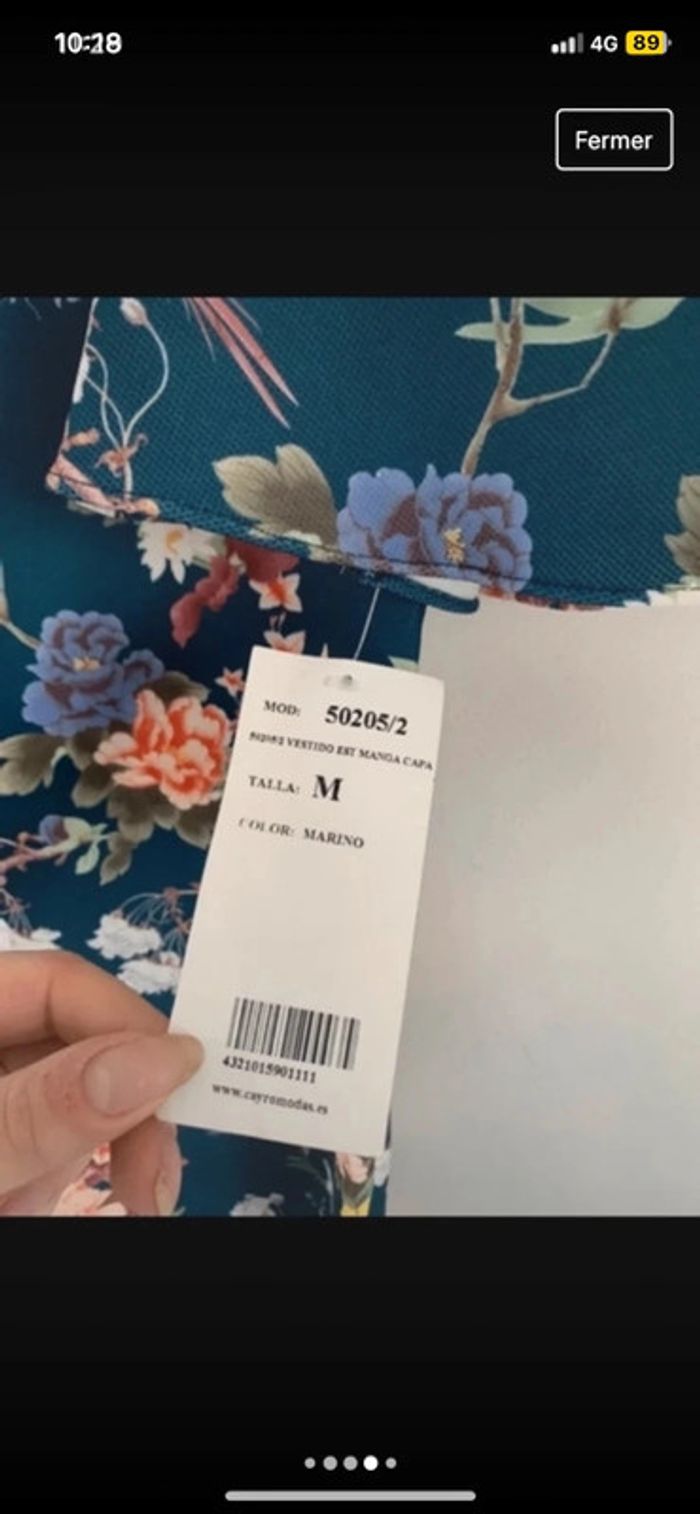 10:28
4G 89
Fermer
MOD: 50205/2
50205/2 VESTIDO EST MANGA CAPA
TALLA: M
COLOR: MARINO
4321015901111
www.cayromodas.es